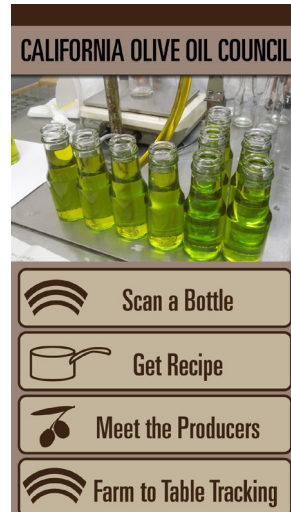 CALIFORNIA OLIVE OIL COUNCIL
Scan a Bottle
Get Recipe
Meet the Producers
Farm to Table Tracking